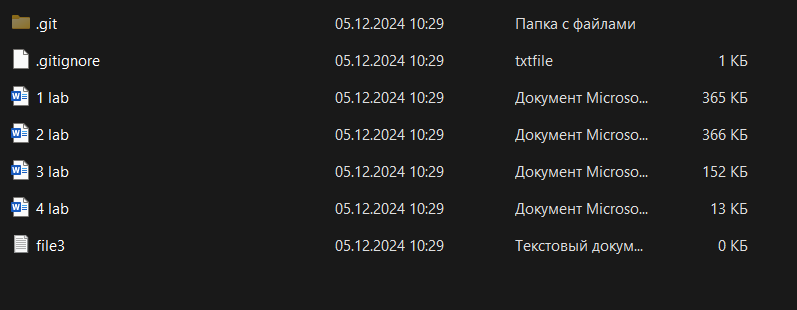 .git 05.12.2024 10:29 Папка с файлами
.gitignore 05.12.2024 10:29 txtfile 1 КБ
1 lab 05.12.2024 10:29 Документ Microso... 365 КБ
2 lab 05.12.2024 10:29 Документ Microso... 366 КБ
3 lab 05.12.2024 10:29 Документ Microso... 152 КБ
4 lab 05.12.2024 10:29 Документ Microso... 13 КБ
file3 05.12.2024 10:29 Текстовый докум... 0 КБ